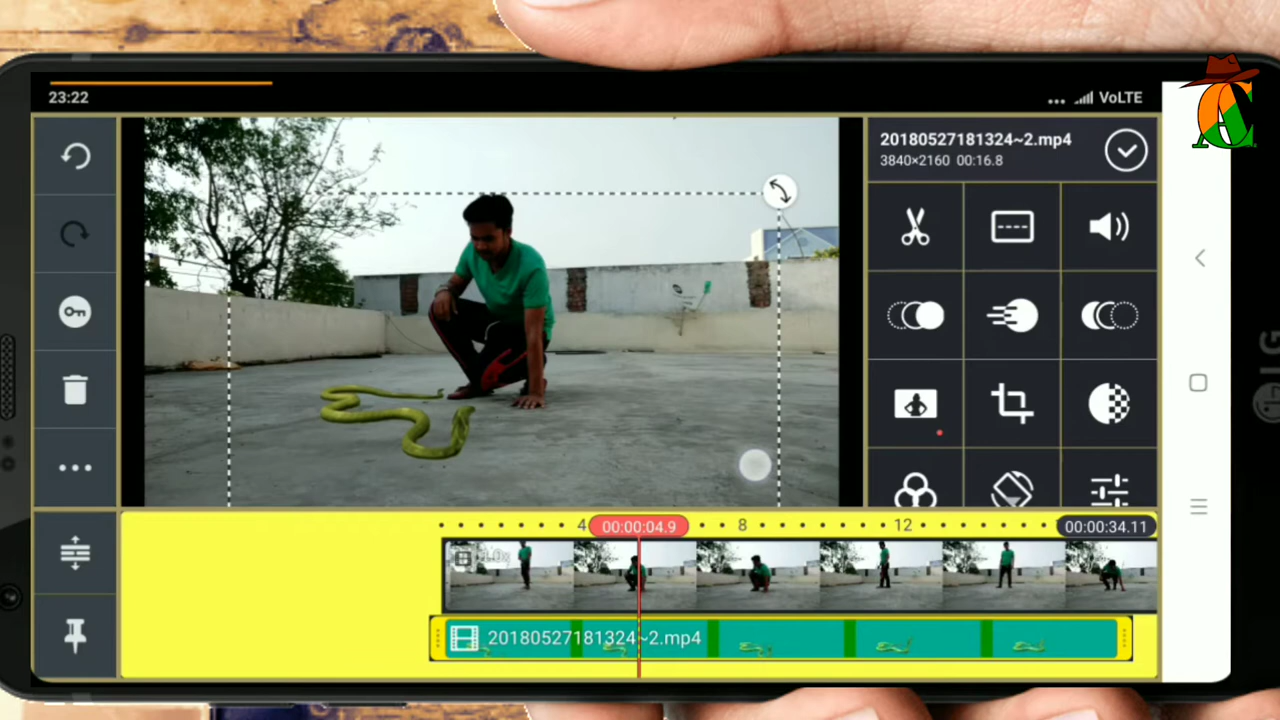 23:22
VoLTE
20180527181324~2.mp4
3840×2160 00:16.8
4
00:00:04.9
8
12
00:00:34.11
20180527181324~2.mp4